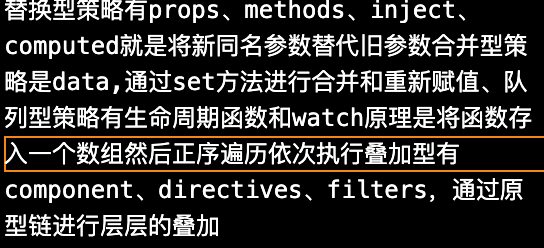 替换型策略有props、methods、inject、
computed就是将新同名参数替代旧参数合并型策
略是data,通过set方法进行合并和重新赋值、队
列型策略有生命周期函数和watch原理是将函数存
入一个数组然后正序遍历依次执行叠加型有
component、directives、filters，通过原
型链进行层层的叠加